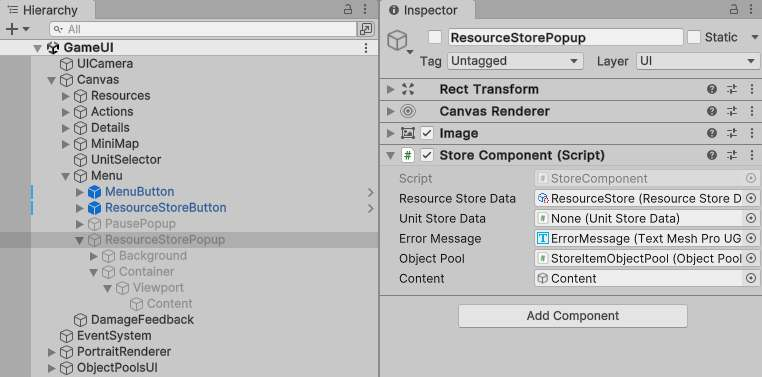 Hierarchy
All
GameUI
UICamera
Canvas
Resources
Actions
Details
MiniMap
UnitSelector
Menu
MenuButton
ResourceStoreButton
PausePopup
ResourceStorePopup
Background
Container
Viewport
Content
DamageFeedback
EventSystem
PortraitRenderer
ObjectPoolsUI
Inspector
ResourceStorePopup Static
Tag Untagged Layer UI
Rect Transform
Canvas Renderer
Image
# Store Component (Script)
Script # StoreComponent
Resource Store Data ResourceStore (Resource Store D
Unit Store Data # None (Unit Store Data)
Error Message T ErrorMessage (Text Mesh Pro UG
Object Pool # StoreItemObjectPool (Object Pool
Content Content
Add Component